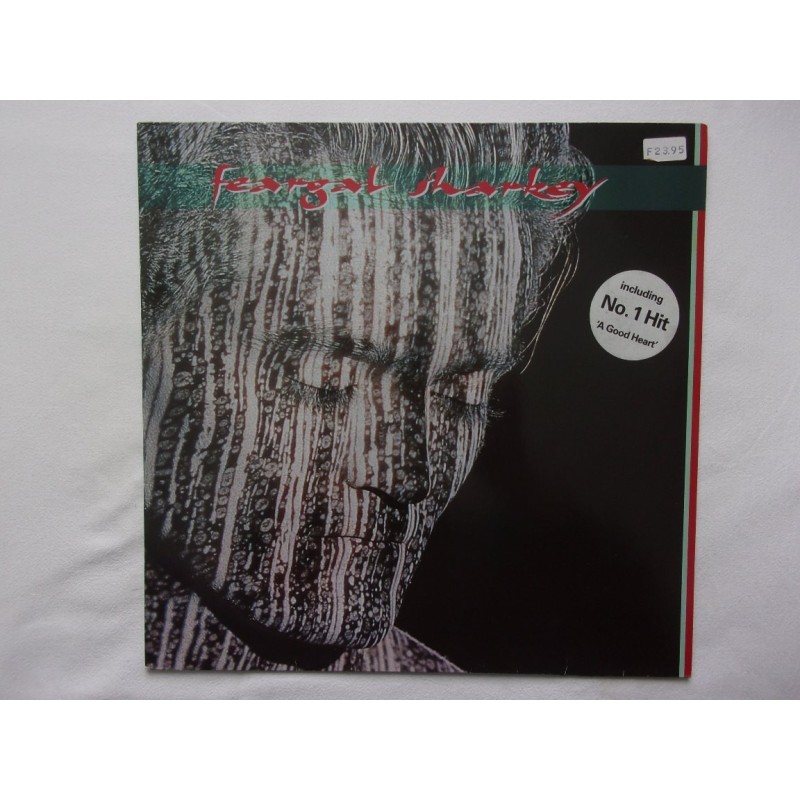 F2395
feargal sharkey
including
No. 1 Hit
'A Good Heart'